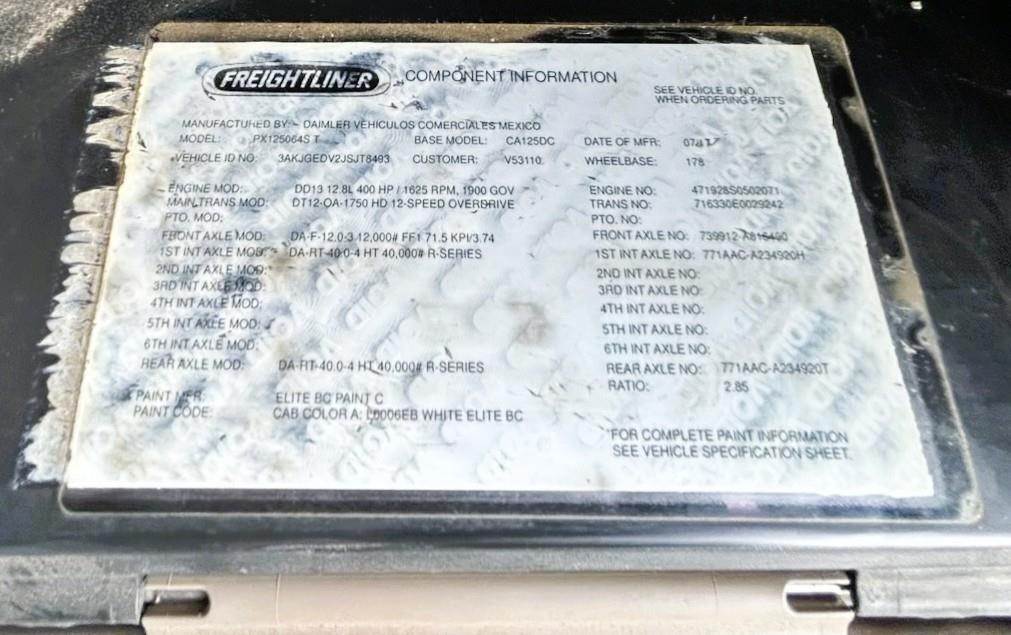 FREIGHTLINER COMPONENT INFORMATION
SEE VEHICLE ID NO.
WHEN ORDERING PARTS
MANUFACTURED BY: DAIMLER VEHICULOS COMERCIALES MEXICO
MODEL: PX125064S T BASE MODEL: CA125DC DATE OF MFR:
VEHICLE ID NO: 3AKJGEDV2JSJT8493 CUSTOMER: V53110 WHEELBASE: 178
ENGINE MOD: DD13 12.8L 400 HP / 1625 RPM, 1900 GOV ENGINE NO: 471928S0502071
MAIN TRANS MOD: DT12-OA-1750 HD 12-SPEED OVERDRIVE TRANS NO: 716330E0029242
PTO. MOD: PTO. NO:
FRONT AXLE MOD: DA-F-12.0-3 12,000# FF1 71.5 KPI/3.74 FRONT AXLE NO:
1ST INT AXLE MOD: DA-RT-40.0-4 HT 40,000# R-SERIES 1ST INT AXLE NO: 771AAC-A234920H
2ND INT AXLE MOD: 2ND INT AXLE NO:
3RD INT AXLE MOD: 3RD INT AXLE NO:
4TH INT AXLE MOD: 4TH INT AXLE NO:
5TH INT AXLE MOD: 5TH INT AXLE NO:
6TH INT AXLE MOD: 6TH INT AXLE NO:
REAR AXLE MOD: DA-RT-40.0-4 HT 40,000# R-SERIES REAR AXLE NO: 771AAC-A234920T
RATIO: 2.85
PAINT MFR: ELITE BC PAINT C
PAINT CODE: CAB COLOR A: L0006EB WHITE ELITE BC
*FOR COMPLETE PAINT INFORMATION
SEE VEHICLE SPECIFICATION SHEET.